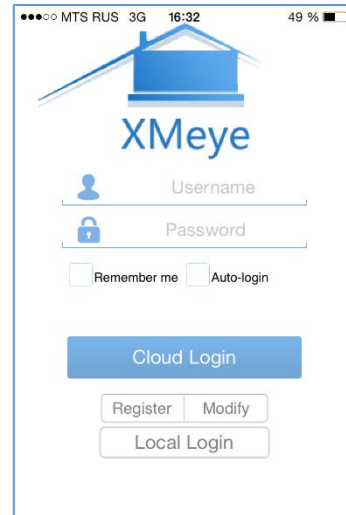 MTS RUS 3G 16:32 49 %
XMeye
Username
Password
Remember me Auto-login
Cloud Login
Register Modify
Local Login